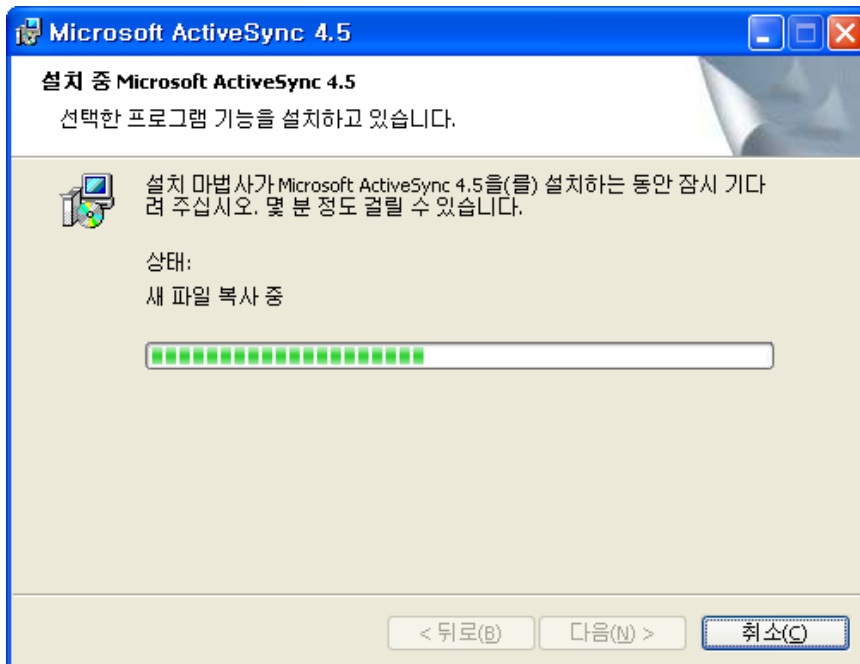 Microsoft ActiveSync 4.5
설치 중 Microsoft ActiveSync 4.5
선택한 프로그램 기능을 설치하고 있습니다.
설치 마법사가 Microsoft ActiveSync 4.5을(를) 설치하는 동안 잠시 기다
려 주십시오. 몇 분 정도 걸릴 수 있습니다.
상태:
새 파일 복사 중
< 뒤로(B) 다음(N) > 취소(C)